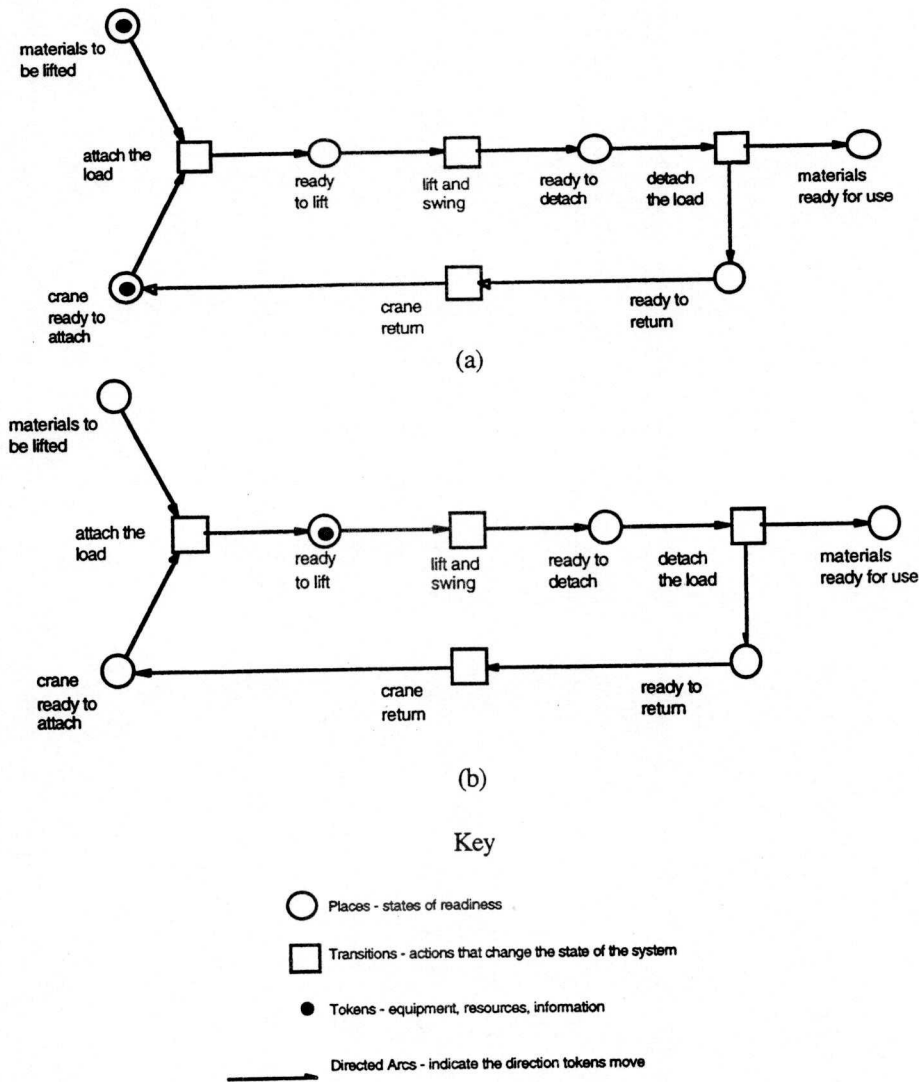 materials to
be lifted
attach the
load
ready
to lift
lift and
swing
ready to
detach
detach
the load
materials
ready for use
crane
ready to
attach
crane
return
ready to
return
(a)
materials to
be lifted
attach the
load
ready
to lift
lift and
swing
ready to
detach
detach
the load
materials
ready for use
crane
ready to
attach
crane
return
ready to
return
(b)
Key
Places - states of readiness
Transitions - actions that change the state of the system
Tokens - equipment, resources, information
Directed Arcs - indicate the direction tokens move